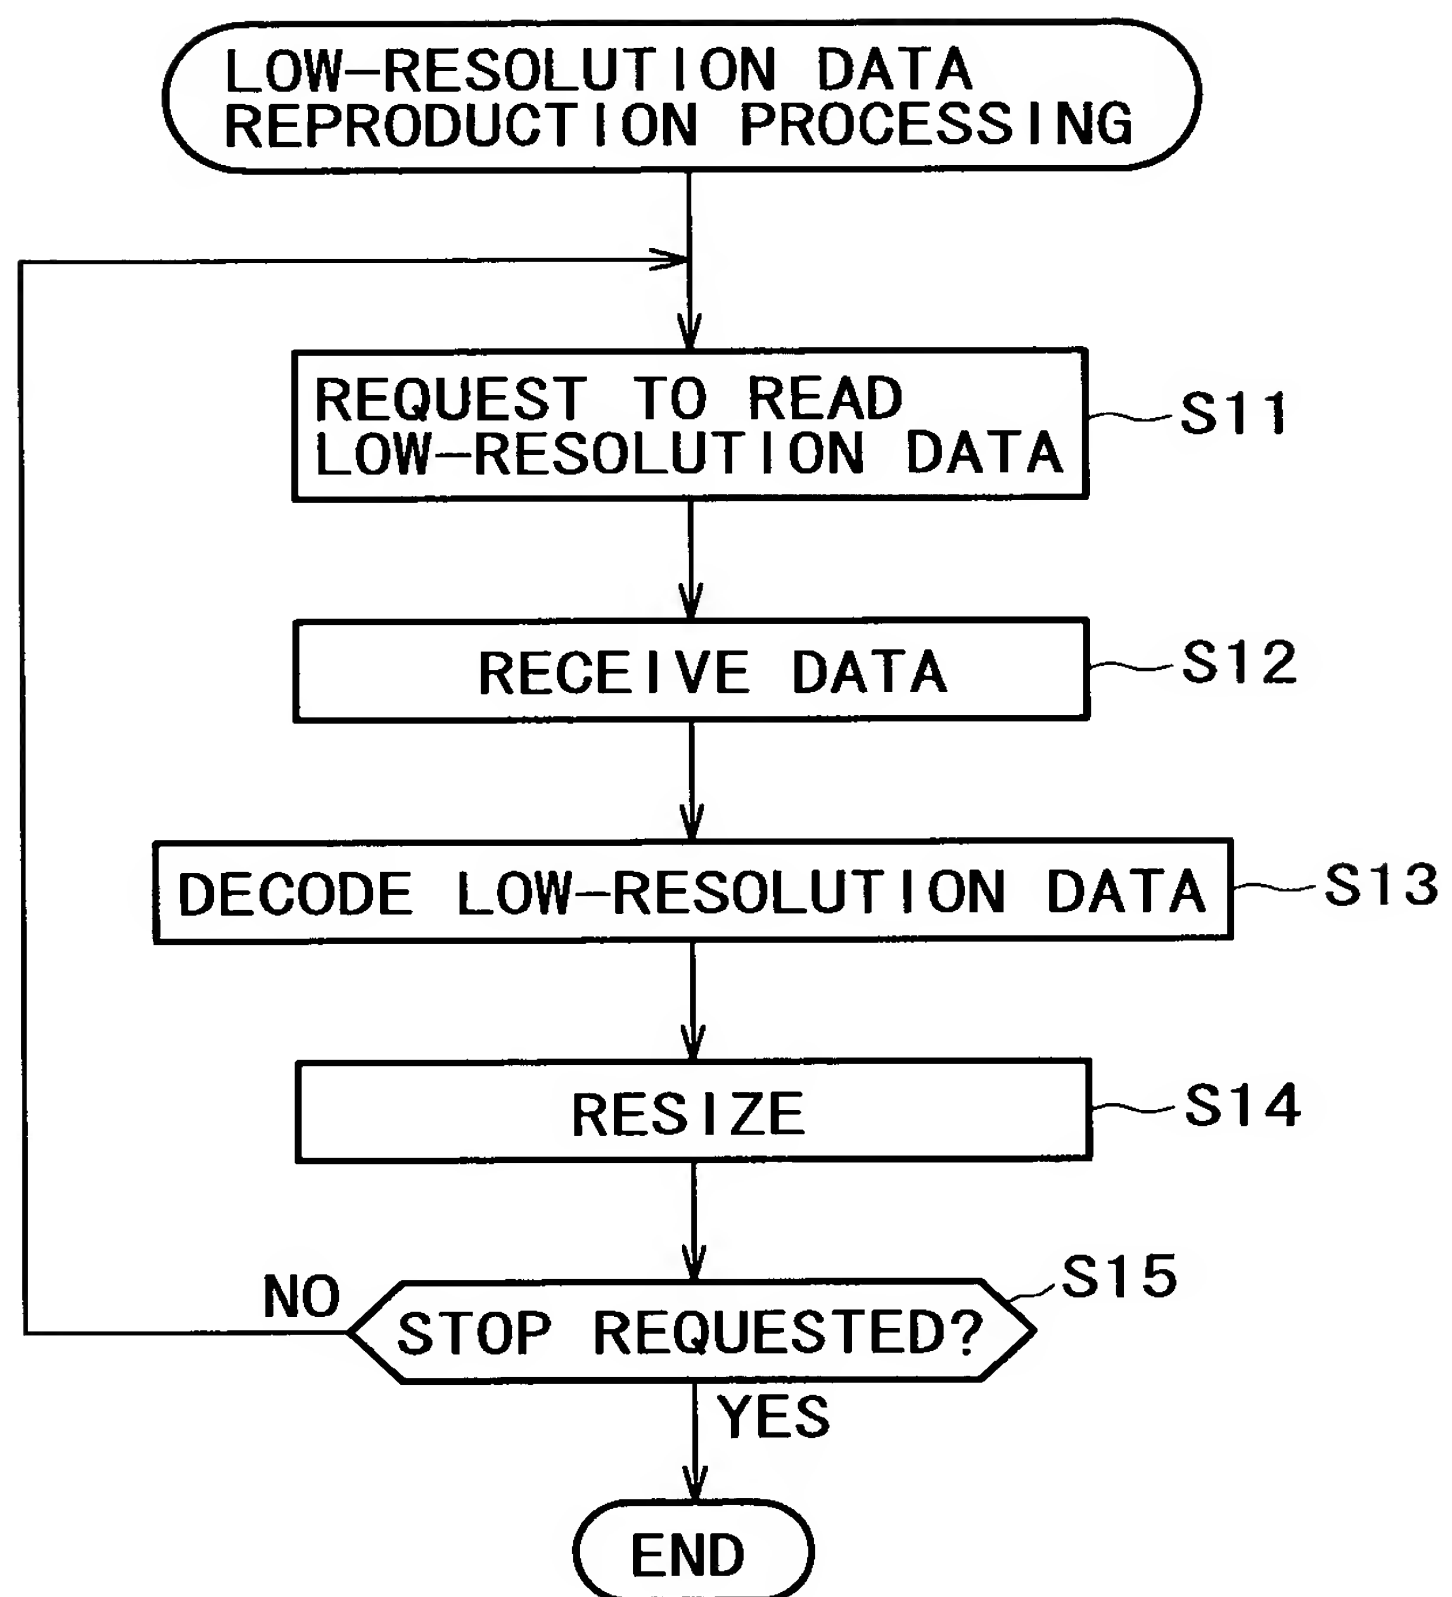 LOW-RESOLUTION DATA
REPRODUCTION PROCESSING
REQUEST TO READ
LOW-RESOLUTION DATA
S11
RECEIVE DATA
S12
DECODE LOW-RESOLUTION DATA
S13
RESIZE
S14
S15
NO
STOP REQUESTED?
YES
END